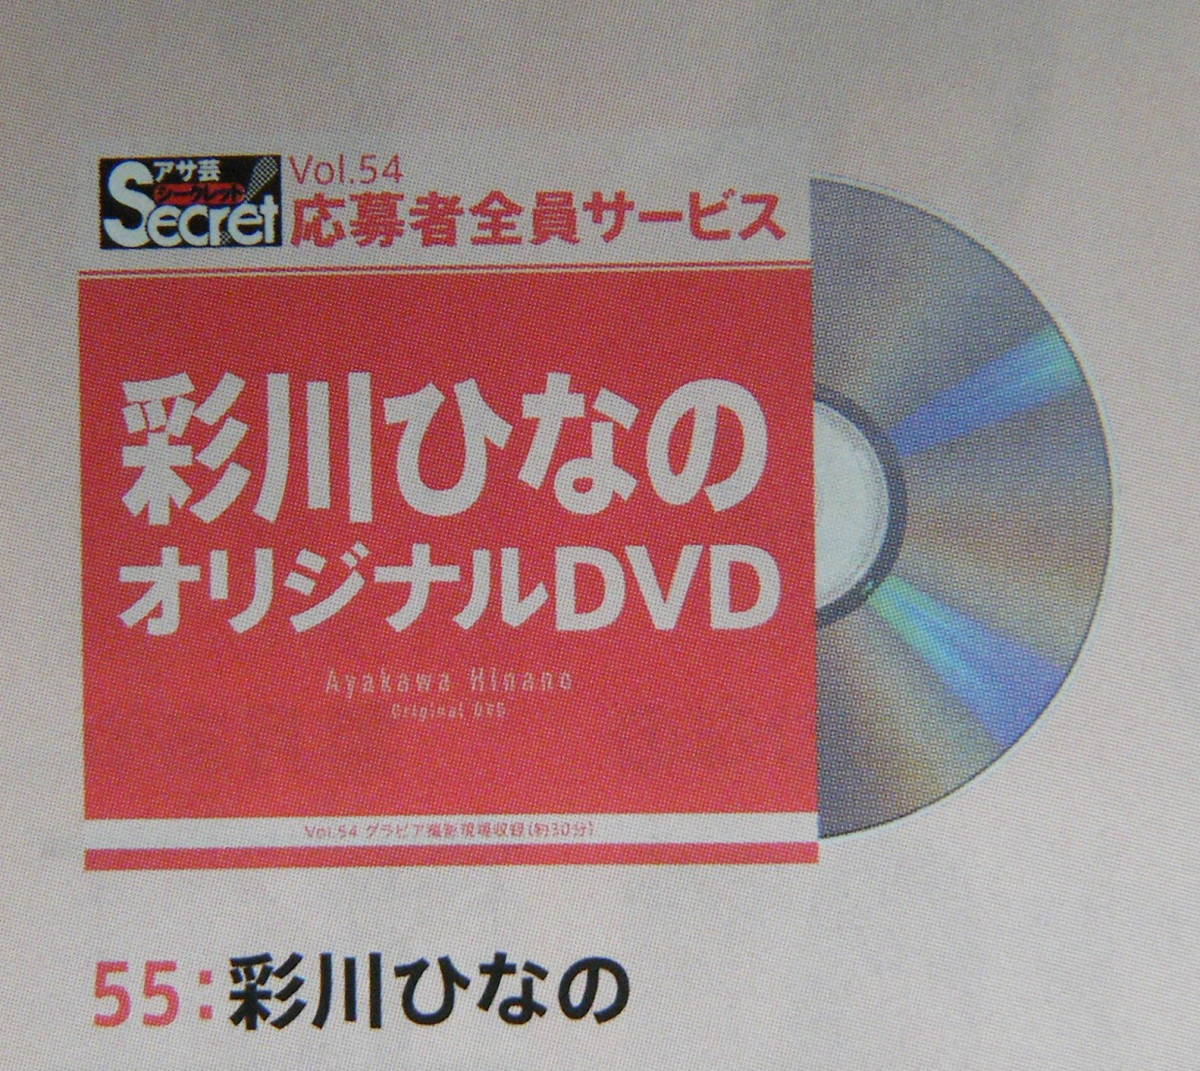 アサ芸
シークレット
Secret
Vol.54
応募者全員サービス
彩川ひなの
オリジナルDVD
Ayakawa Hinano
Original DVD
Vol.54 グラビア撮影現場収録(約30分)
55:彩川ひなの